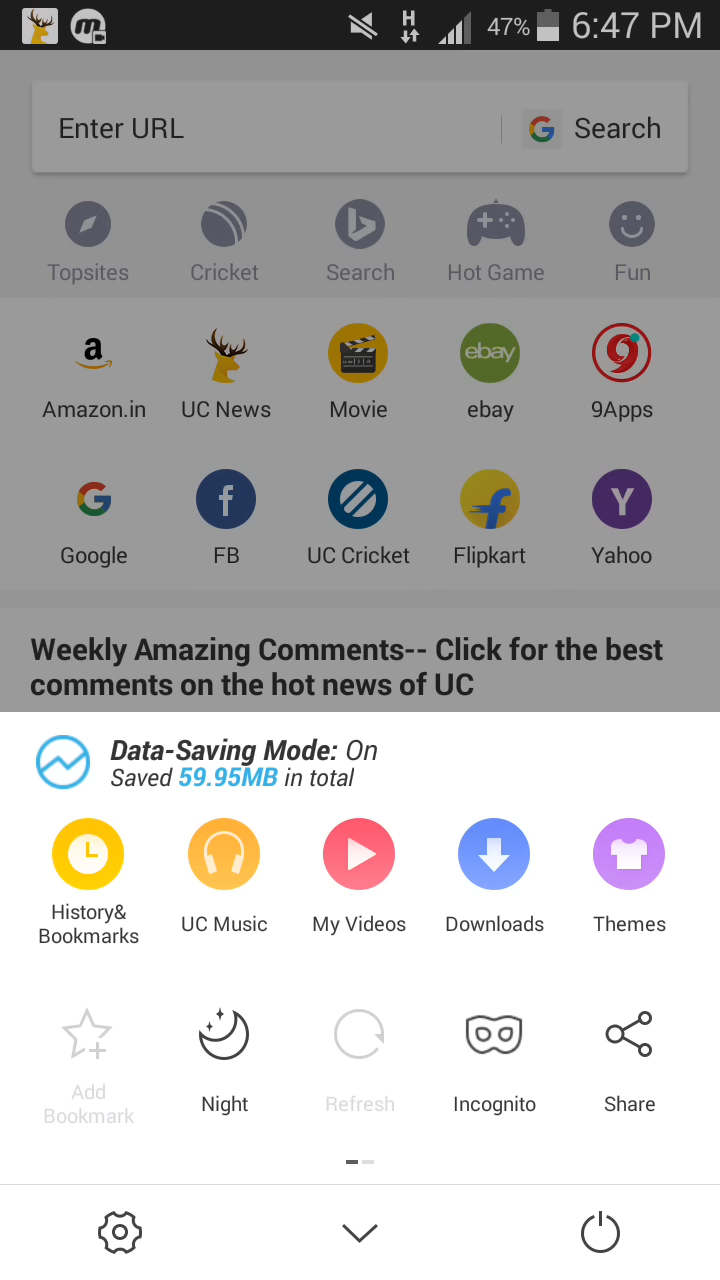 H 47% 6:47 PM
Enter URL Search
Topsites Cricket Search Hot Game Fun
a ebay
Amazon.in UC News Movie ebay 9Apps
G f f Y
Google FB UC Cricket Flipkart Yahoo
Weekly Amazing Comments-- Click for the best
comments on the hot news of UC
Data-Saving Mode: On
Saved 59.95MB in total
History&
Bookmarks UC Music My Videos Downloads Themes
Add
Bookmark Night Refresh Incognito Share